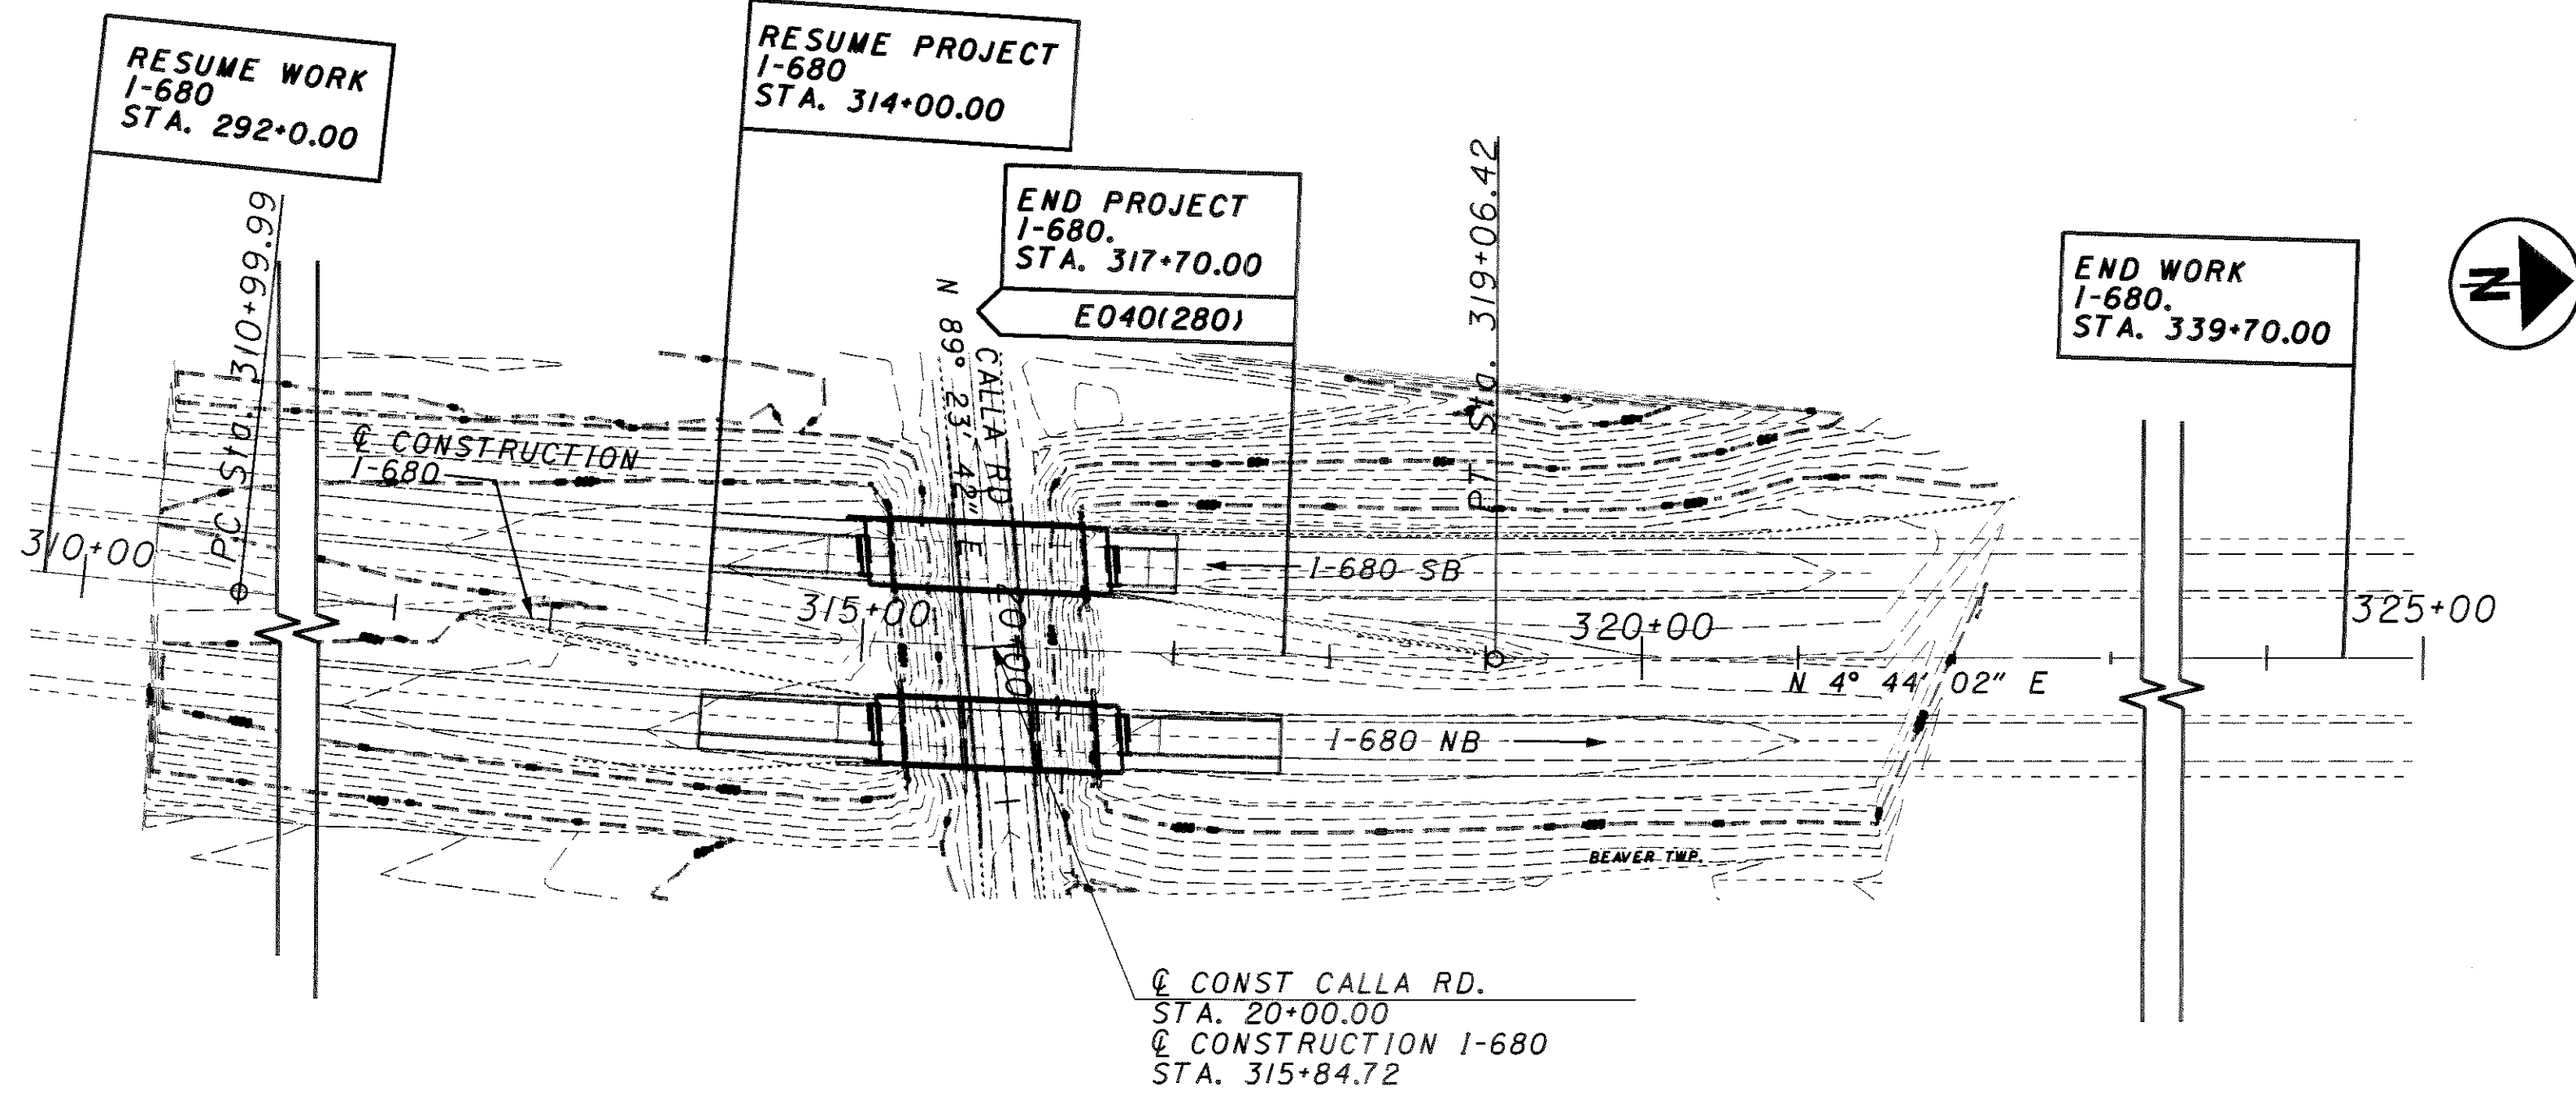 RESUME WORK
I-680
STA. 292+0.00
RESUME PROJECT
I-680
STA. 314+00.00
END PROJECT
I-680.
STA. 317+70.00
E040(280)
END WORK
I-680.
STA. 339+70.00
N
PC Sta. 310+99.99
PT Sta. 319+06.42
N 89° 23' 42" E
CALLA RD
℄ CONSTRUCTION
I-680
310+00
315+00
20+00
I-680 SB
320+00
325+00
N 4° 44' 02" E
I-680 NB
BEAVER TWP.
℄ CONST CALLA RD.
STA. 20+00.00
℄ CONSTRUCTION I-680
STA. 315+84.72